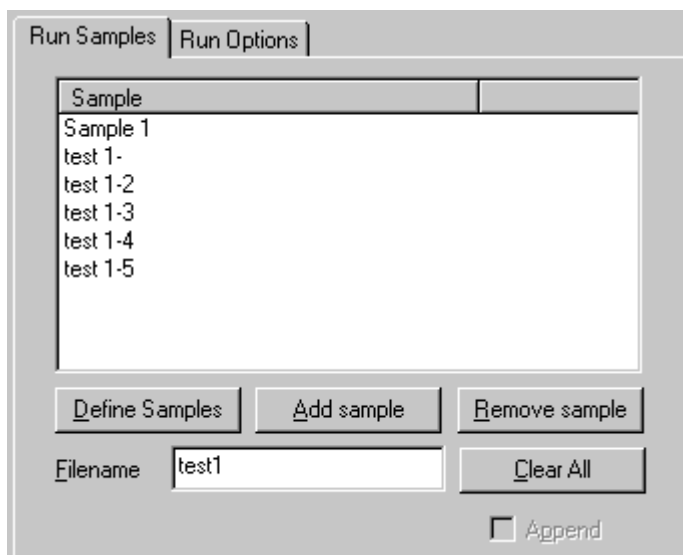 Run Samples Run Options
Sample
Sample 1
test 1-
test 1-2
test 1-3
test 1-4
test 1-5
Define Samples Add sample Remove sample
Filename test1 Clear All
Append